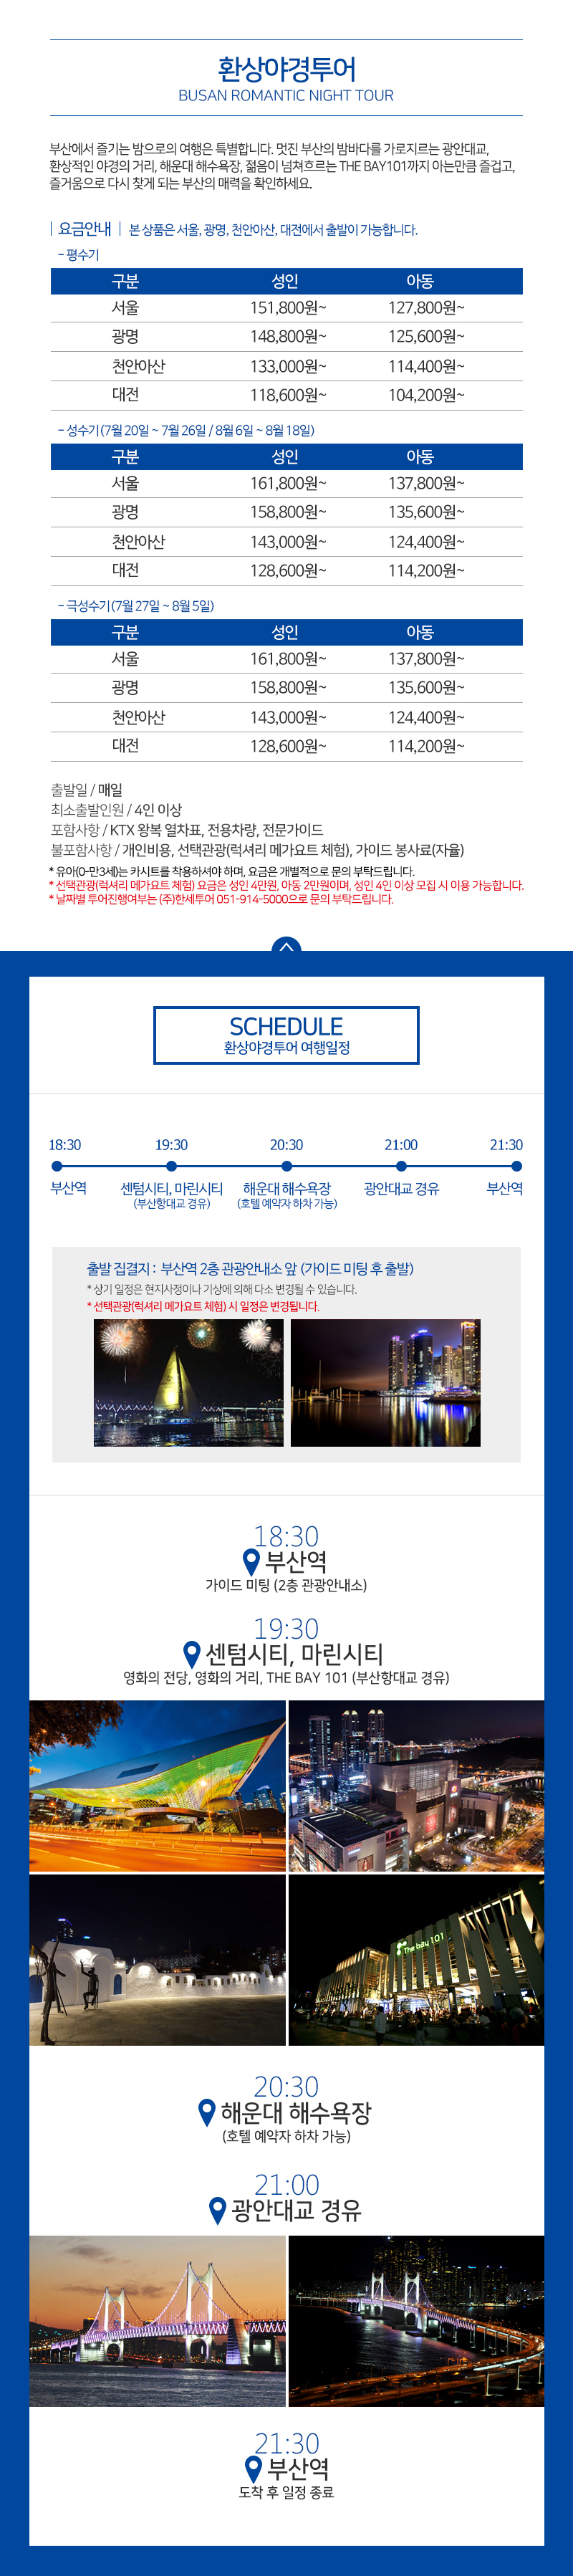 환상야경투어
BUSAN ROMANTIC NIGHT TOUR
부산에서 즐기는 밤으로의 여행은 특별합니다. 멋진 부산의 밤바다를 가로지르는 광안대교,
환상적인 야경의 거리, 해운대 해수욕장, 젊음이 넘쳐흐르는 THE BAY101까지 아는만큼 즐겁고,
즐거움으로 다시 찾게 되는 부산의 매력을 확인하세요.
| 요금안내 | 본 상품은 서울, 광명, 천안아산, 대전에서 출발이 가능합니다.
- 평수기
구분 성인 아동
서울 151,800원~ 127,800원~
광명 148,800원~ 125,600원~
천안아산 133,000원~ 114,400원~
대전 118,600원~ 104,200원~
- 성수기(7월 20일 ~ 7월 26일 / 8월 6일 ~ 8월 18일)
구분 성인 아동
서울 161,800원~ 137,800원~
광명 158,800원~ 135,600원~
천안아산 143,000원~ 124,400원~
대전 128,600원~ 114,200원~
- 극성수기(7월 27일 ~ 8월 5일)
구분 성인 아동
서울 161,800원~ 137,800원~
광명 158,800원~ 135,600원~
천안아산 143,000원~ 124,400원~
대전 128,600원~ 114,200원~
출발일 / 매일
최소출발인원 / 4인 이상
포함사항 / KTX 왕복 열차표, 전용차량, 전문가이드
불포함사항 / 개인비용, 선택관광(럭셔리 메가요트 체험), 가이드 봉사료(자율)
* 유아(0-만3세)는 카시트를 착용하셔야 하며, 요금은 개별적으로 문의 부탁드립니다.
* 선택관광(럭셔리 메가요트 체험) 요금은 성인 4만원, 아동 2만원이며, 성인 4인 이상 모집 시 이용 가능합니다.
* 날짜별 투어진행여부는 (주)한세투어 051-914-5000으로 문의 부탁드립니다.
SCHEDULE
환상야경투어 여행일정
18:30 19:30 20:30 21:00 21:30
부산역 센텀시티, 마린시티 해운대 해수욕장 광안대교 경유 부산역
(부산항대교 경유) (호텔 예약자 하차 가능)
출발 집결지 : 부산역 2층 관광안내소 앞 (가이드 미팅 후 출발)
* 상기 일정은 현지사정이나 기상에 의해 다소 변경될 수 있습니다.
* 선택관광(럭셔리 메가요트 체험) 시 일정은 변경됩니다.
18:30
부산역
가이드 미팅 (2층 관광안내소)
19:30
센텀시티, 마린시티
영화의 전당, 영화의 거리, THE BAY 101 (부산항대교 경유)
The bay 101
20:30
해운대 해수욕장
(호텔 예약자 하차 가능)
21:00
광안대교 경유
21:30
부산역
도착 후 일정 종료